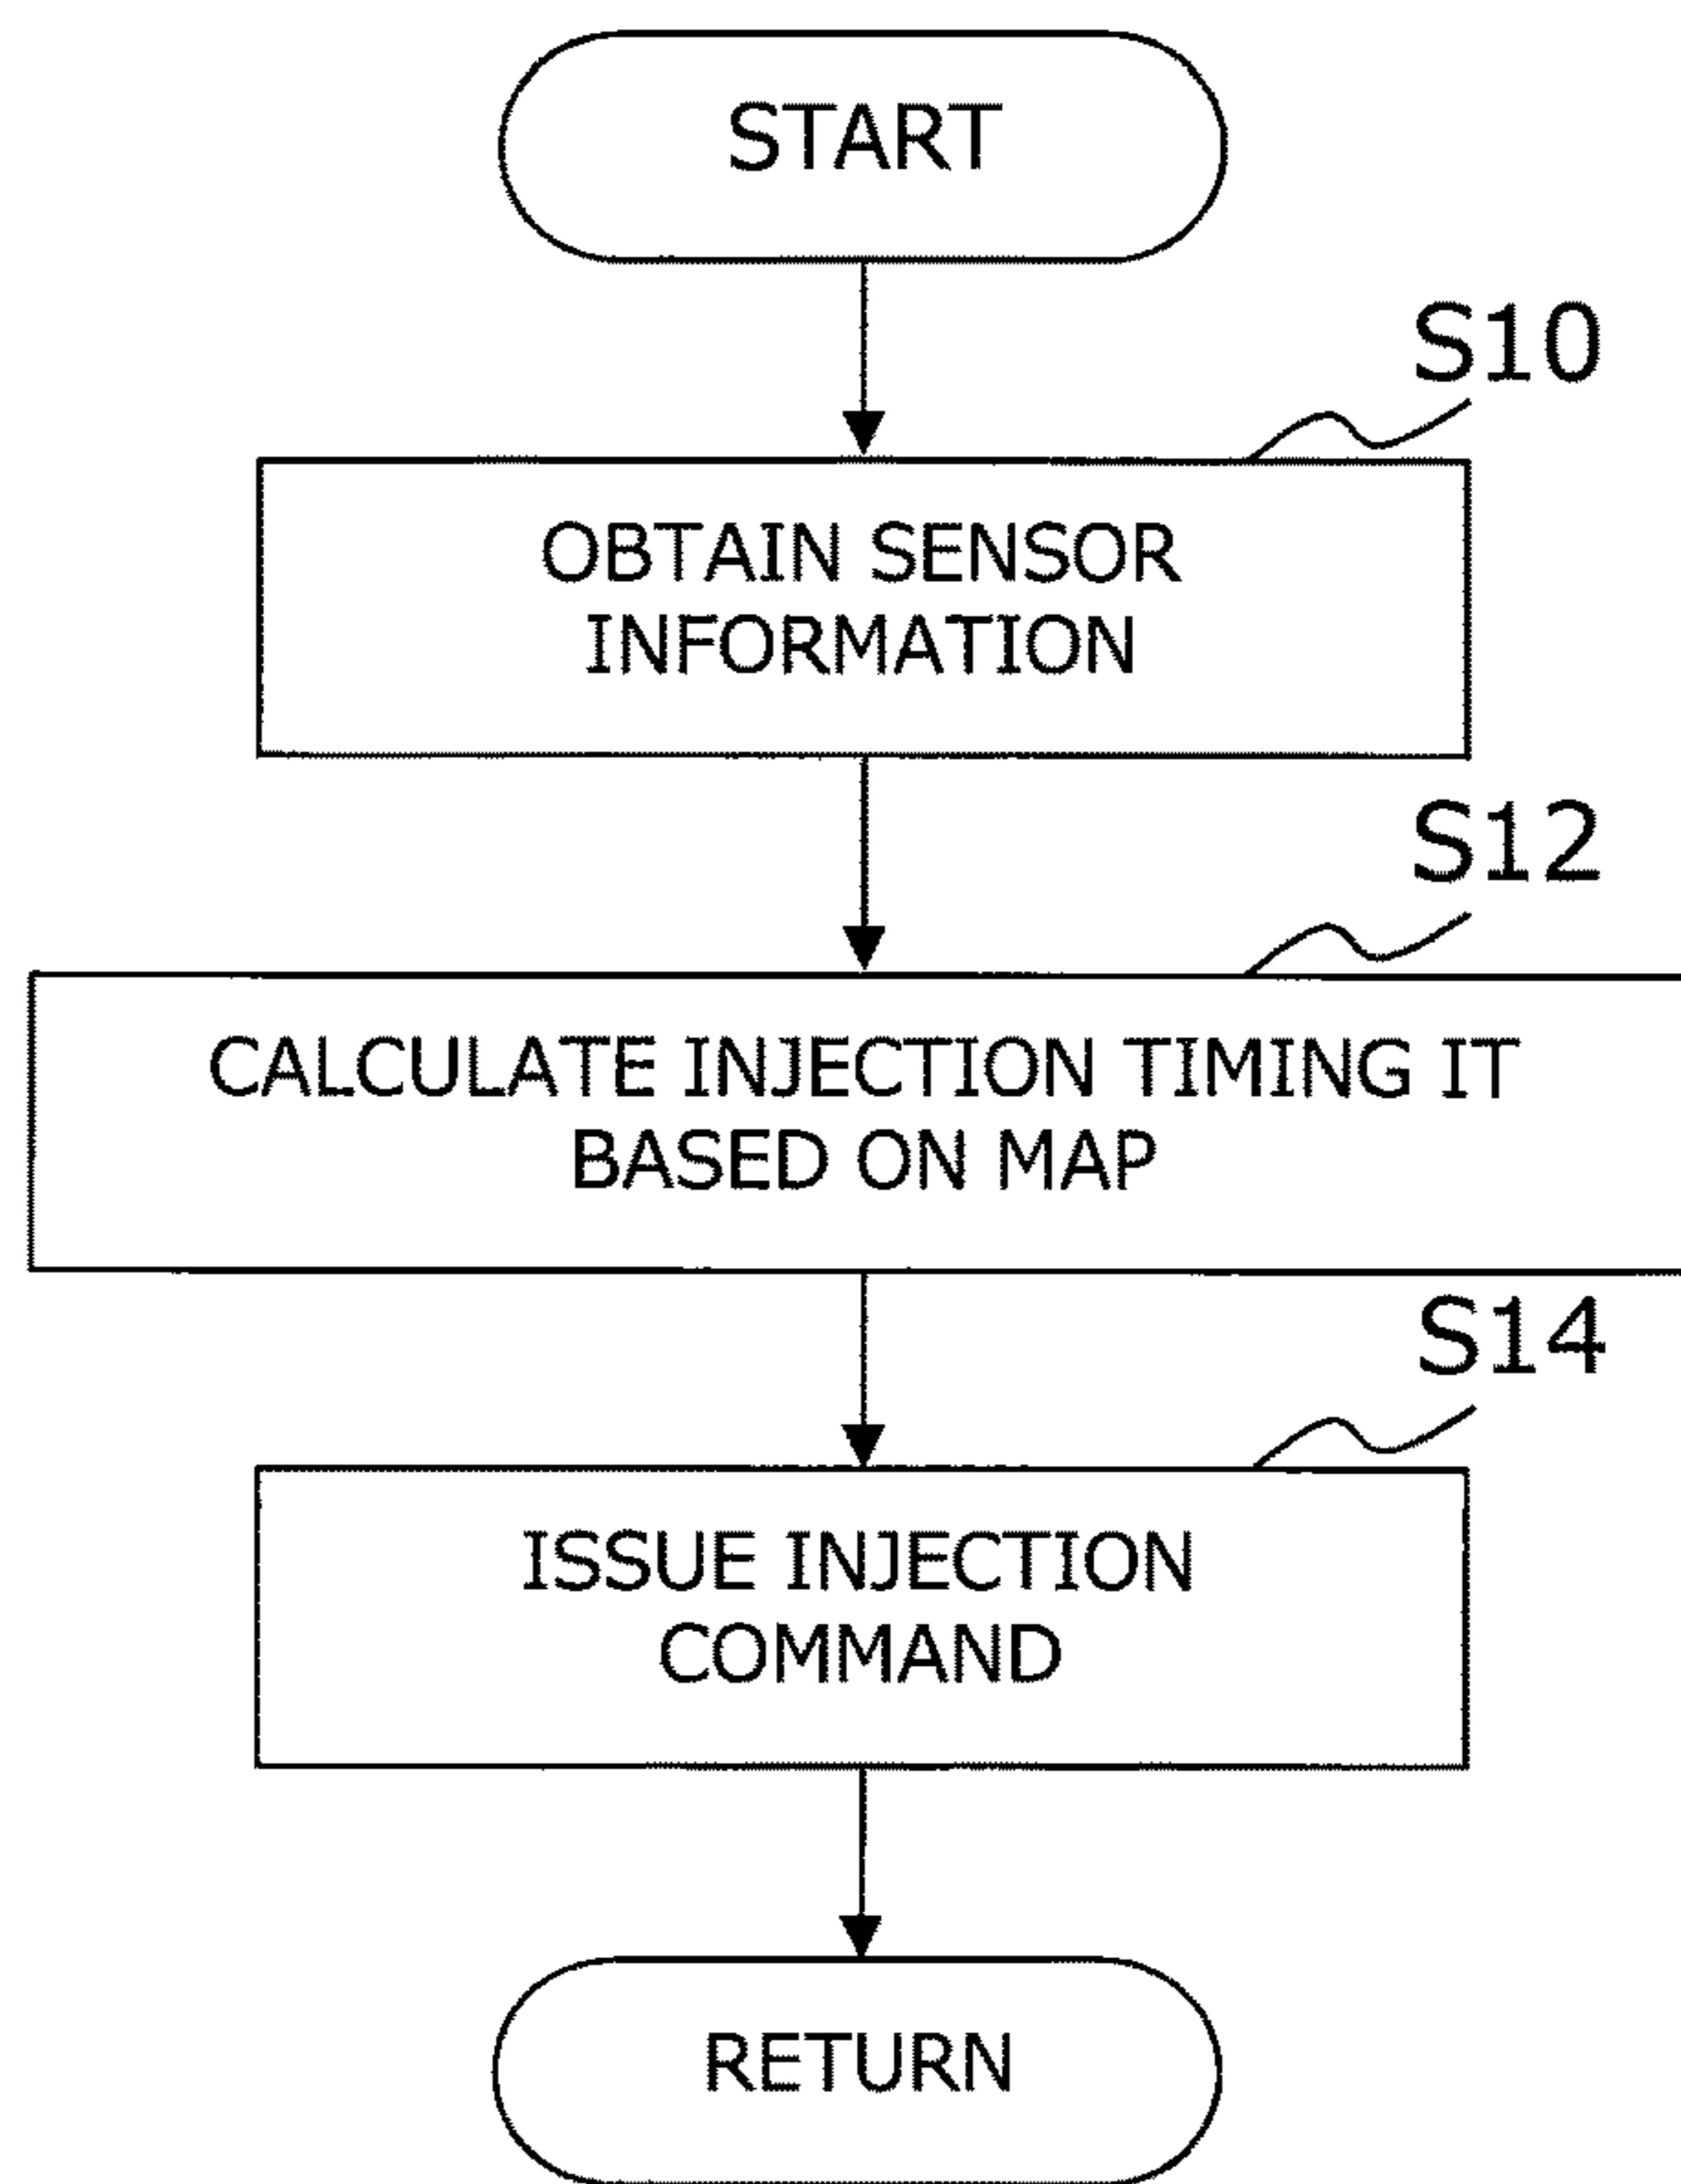 START
S10
OBTAIN SENSOR
INFORMATION
S12
CALCULATE INJECTION TIMING IT
BASED ON MAP
S14
ISSUE INJECTION
COMMAND
RETURN